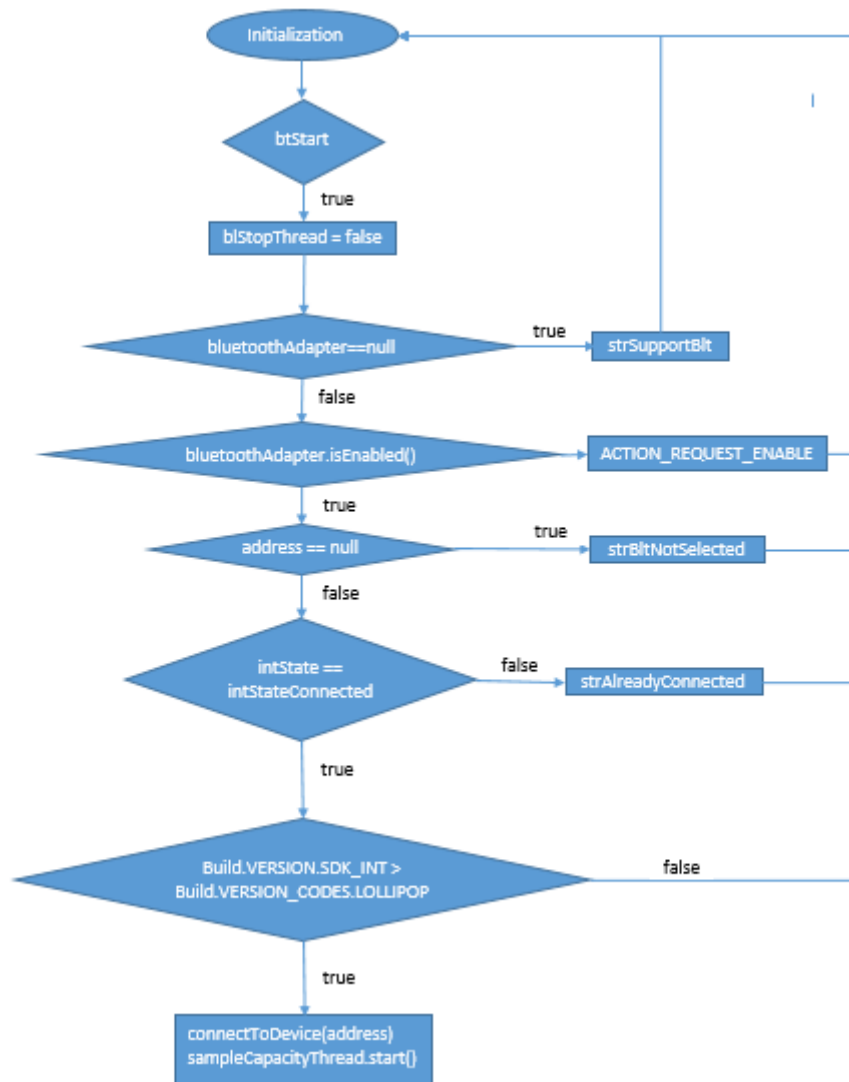 Initialization
btStart
true
blStopThread = false
bluetoothAdapter==null
true
strSupportBlt
false
bluetoothAdapter.isEnabled()
ACTION_REQUEST_ENABLE
true
address == null
true
strBltNotSelected
false
intState ==
intStateConnected
false
strAlreadyConnected
true
Build.VERSION.SDK_INT >
Build.VERSION_CODES.LOLLIPOP
false
true
connectToDevice(address)
sampleCapacityThread.start()